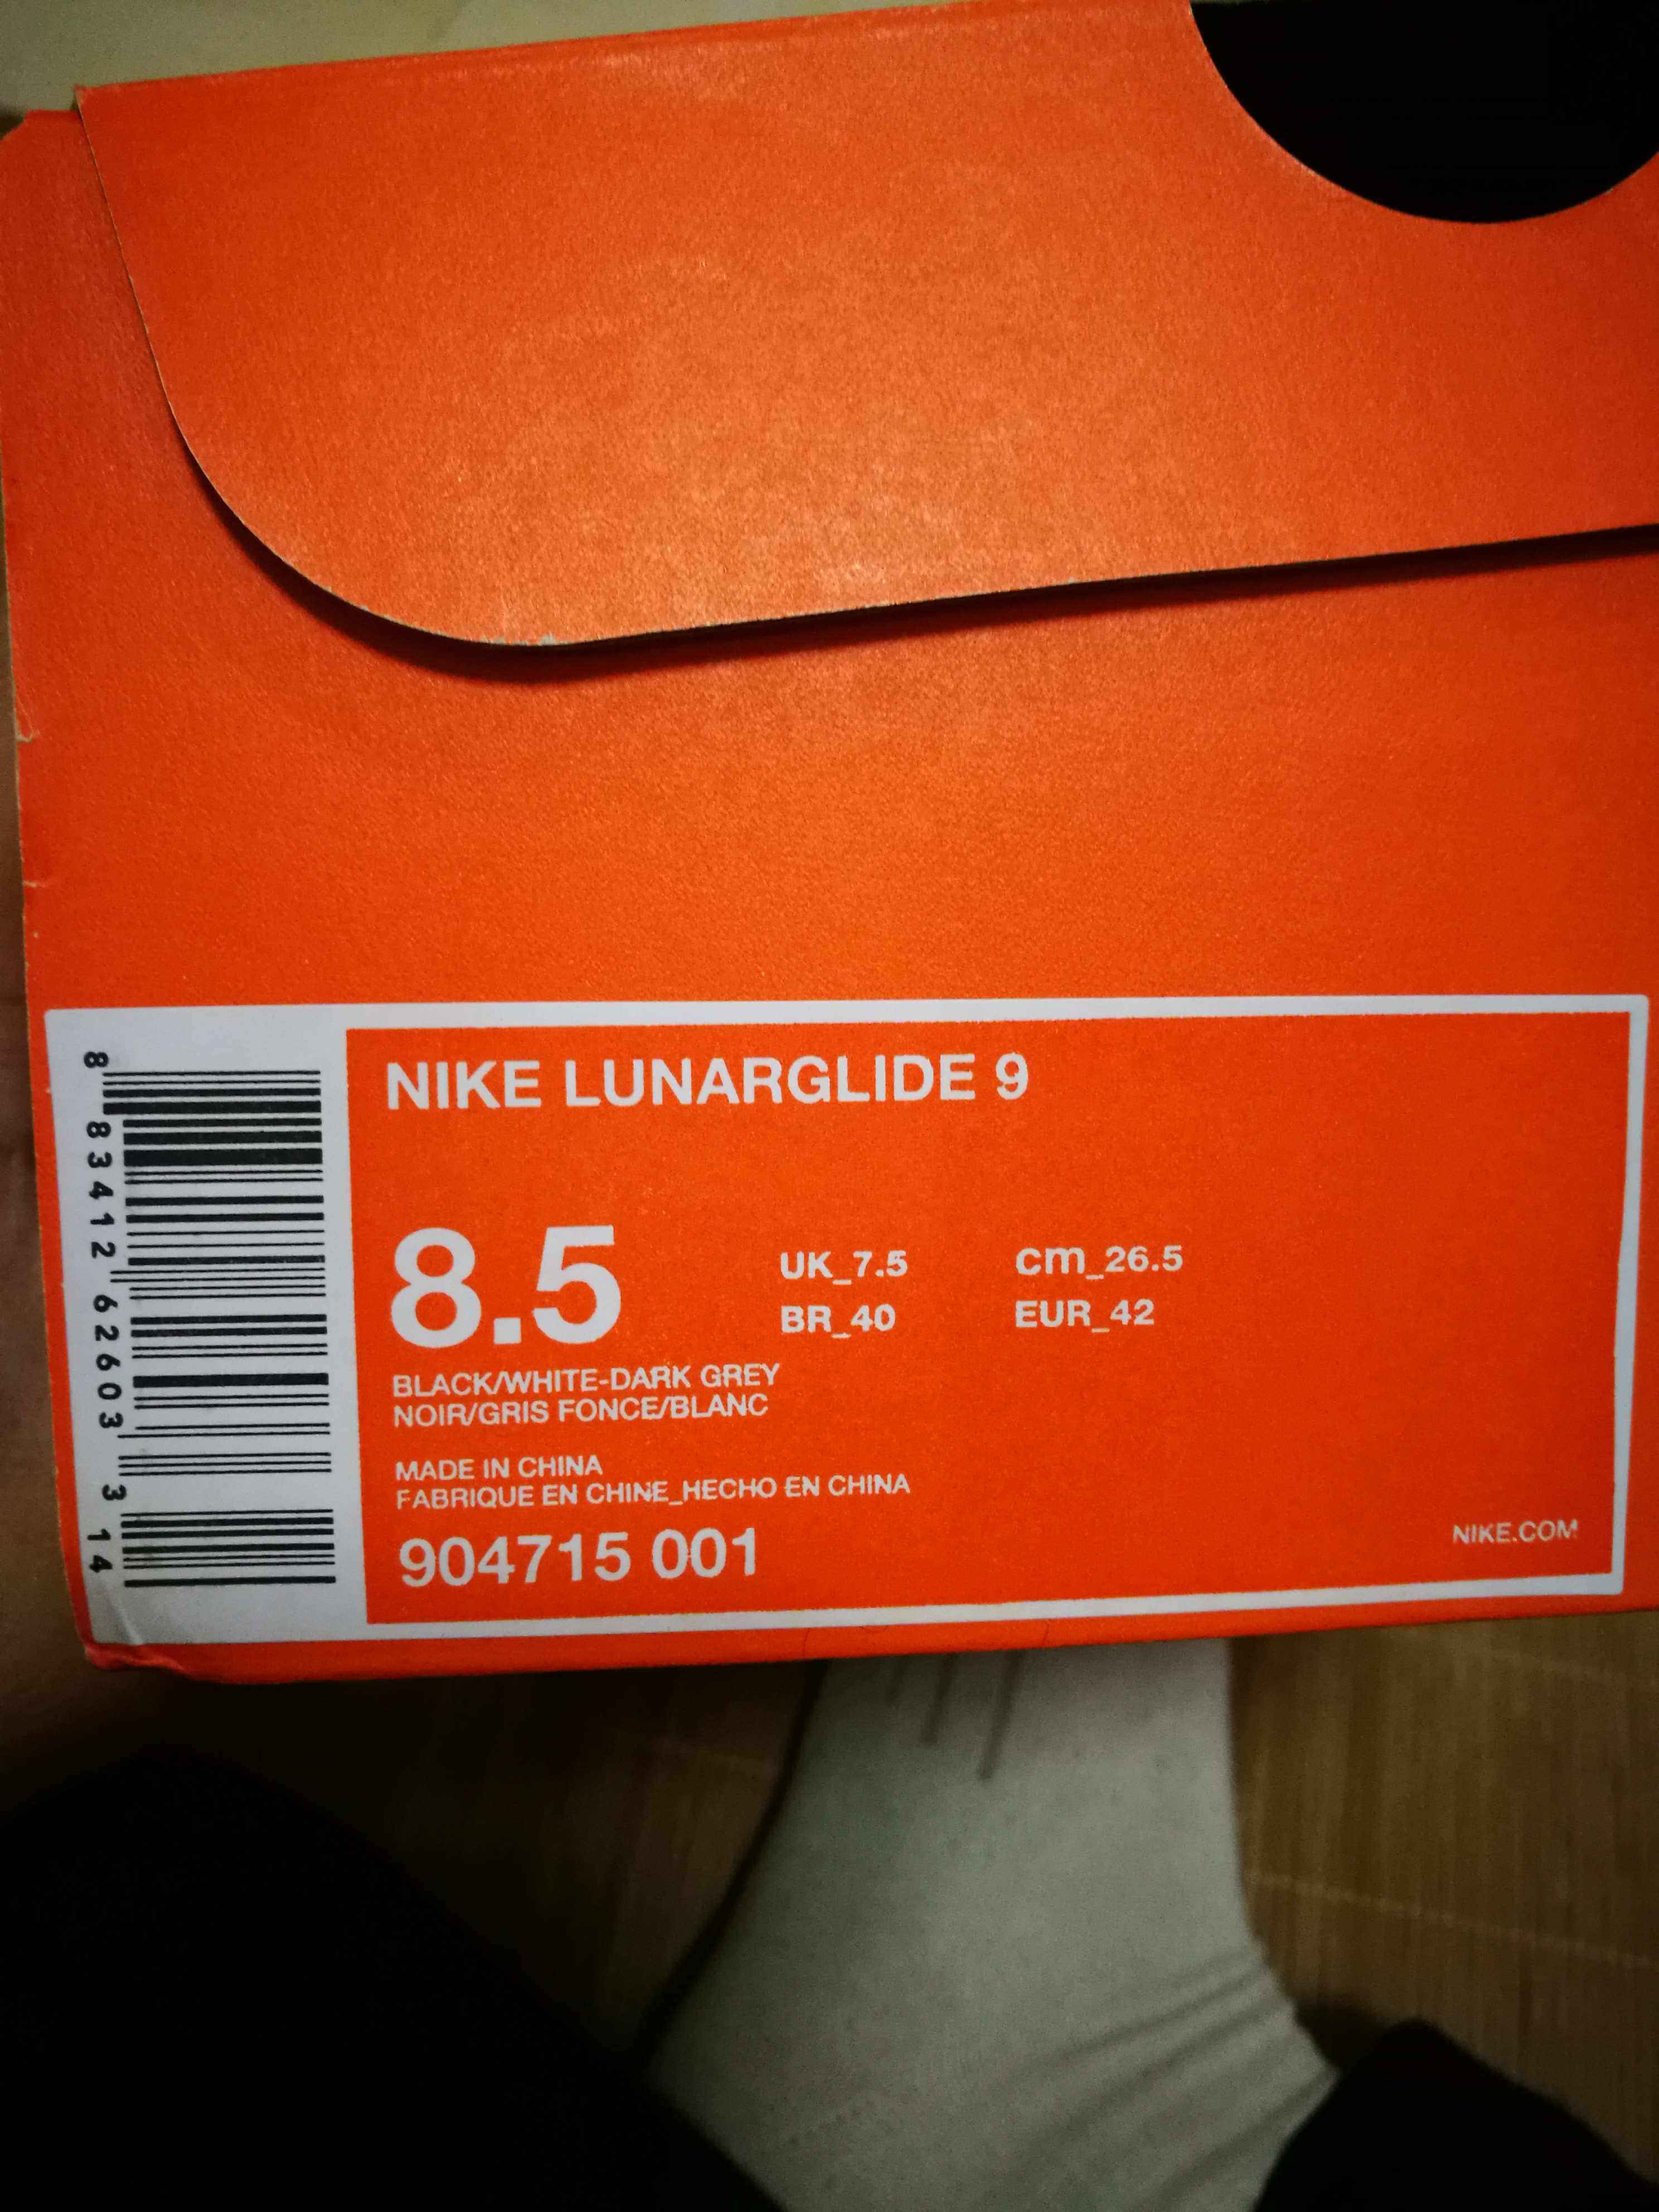 NIKE LUNARGLIDE 9
8.5
UK_7.5 cm_26.5
BR_40 EUR_42
BLACK/WHITE-DARK GREY
NOIR/GRIS FONCE/BLANC
MADE IN CHINA
FABRIQUE EN CHINE_HECHO EN CHINA
904715 001
NIKE.COM
8 83412 62603 3 14